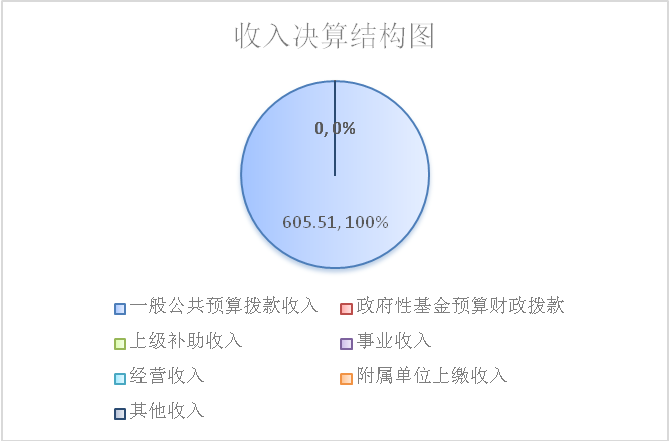 收入决算结构图
0, 0%
605.51, 100%
一般公共预算拨款收入
政府性基金预算财政拨款
上级补助收入
事业收入
经营收入
附属单位上缴收入
其他收入